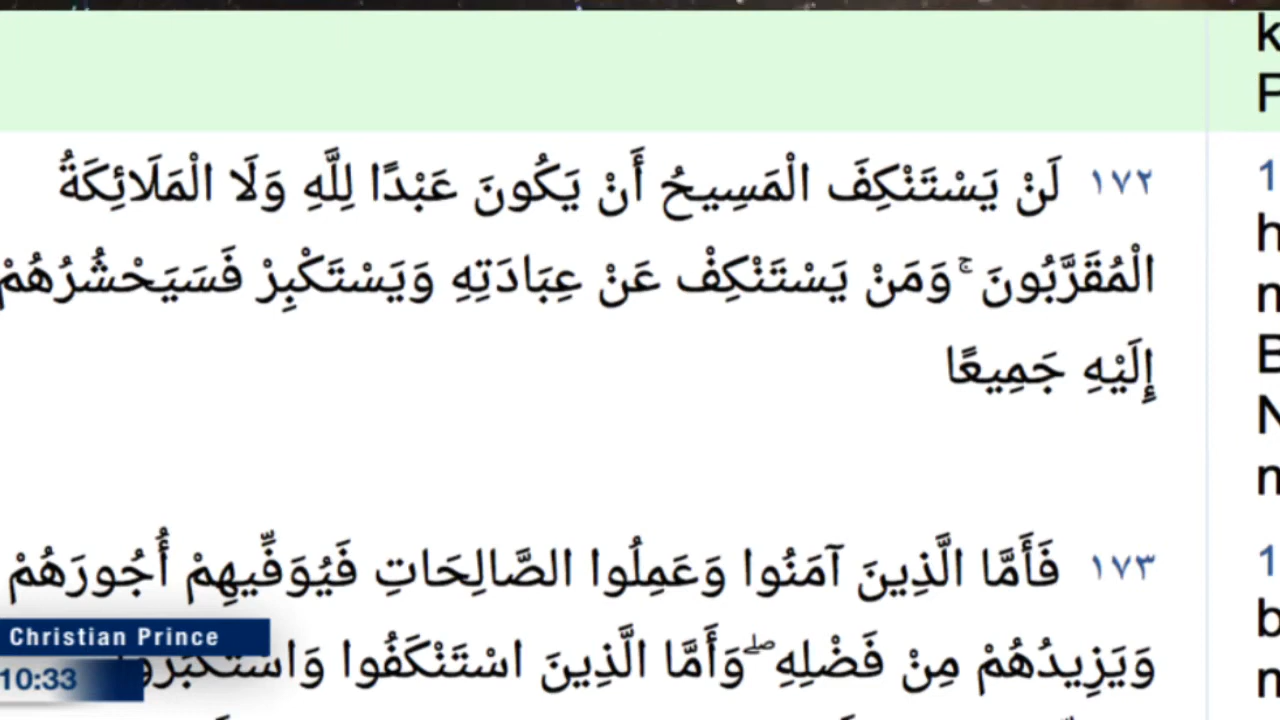 ١٧٢ لَنْ يَسْتَنْكِفَ الْمَسِيحُ أَنْ يَكُونَ عَبْدًا لِلَّهِ وَلَا الْمَلَائِكَةُ
الْمُقَرَّبُونَ ۚ وَمَنْ يَسْتَنْكِفْ عَنْ عِبَادَتِهِ وَيَسْتَكْبِرْ فَسَيَحْشُرُهُمْ
إِلَيْهِ جَمِيعًا
١٧٣ فَأَمَّا الَّذِينَ آمَنُوا وَعَمِلُوا الصَّالِحَاتِ فَيُوَفِّيهِمْ أُجُورَهُمْ
وَيَزِيدُهُمْ مِنْ فَضْلِهِ ۖ وَأَمَّا الَّذِينَ اسْتَنْكَفُوا
Christian Prince
10:33